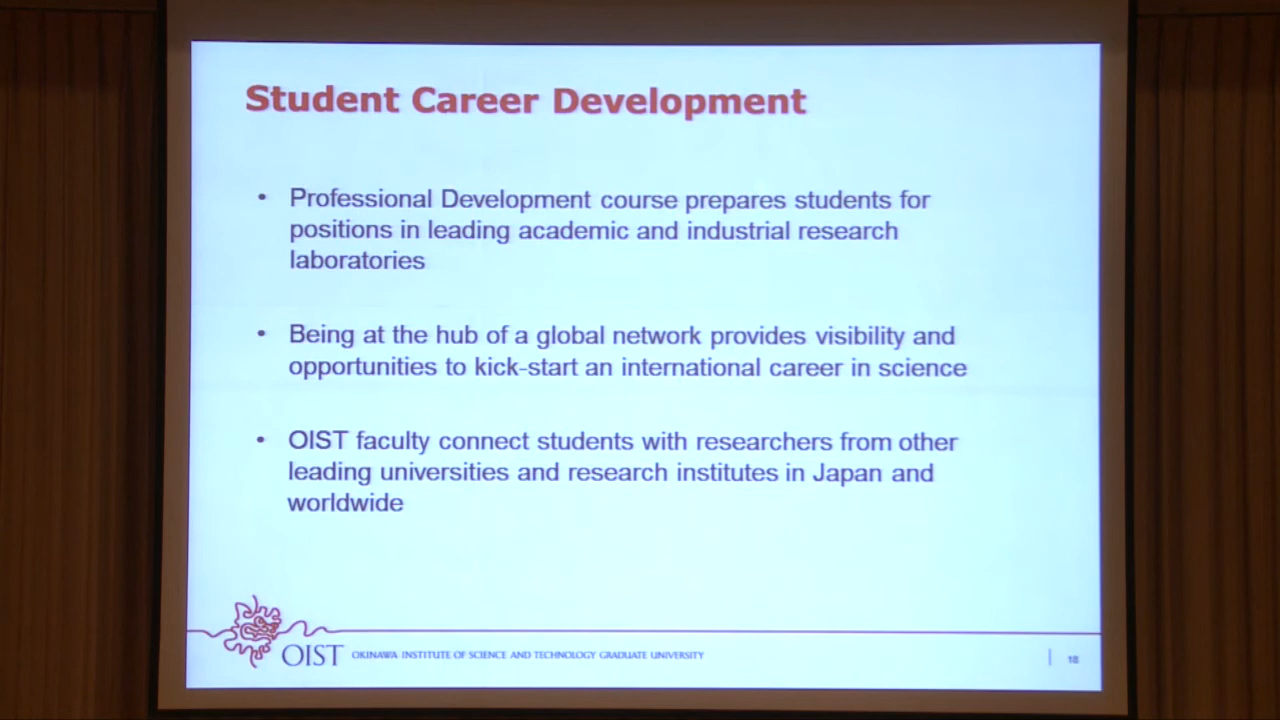 Student Career Development
• Professional Development course prepares students for
positions in leading academic and industrial research
laboratories
• Being at the hub of a global network provides visibility and
opportunities to kick-start an international career in science
• OIST faculty connect students with researchers from other
leading universities and research institutes in Japan and
worldwide
OIST OKINAWA INSTITUTE OF SCIENCE AND TECHNOLOGY GRADUATE UNIVERSITY
18